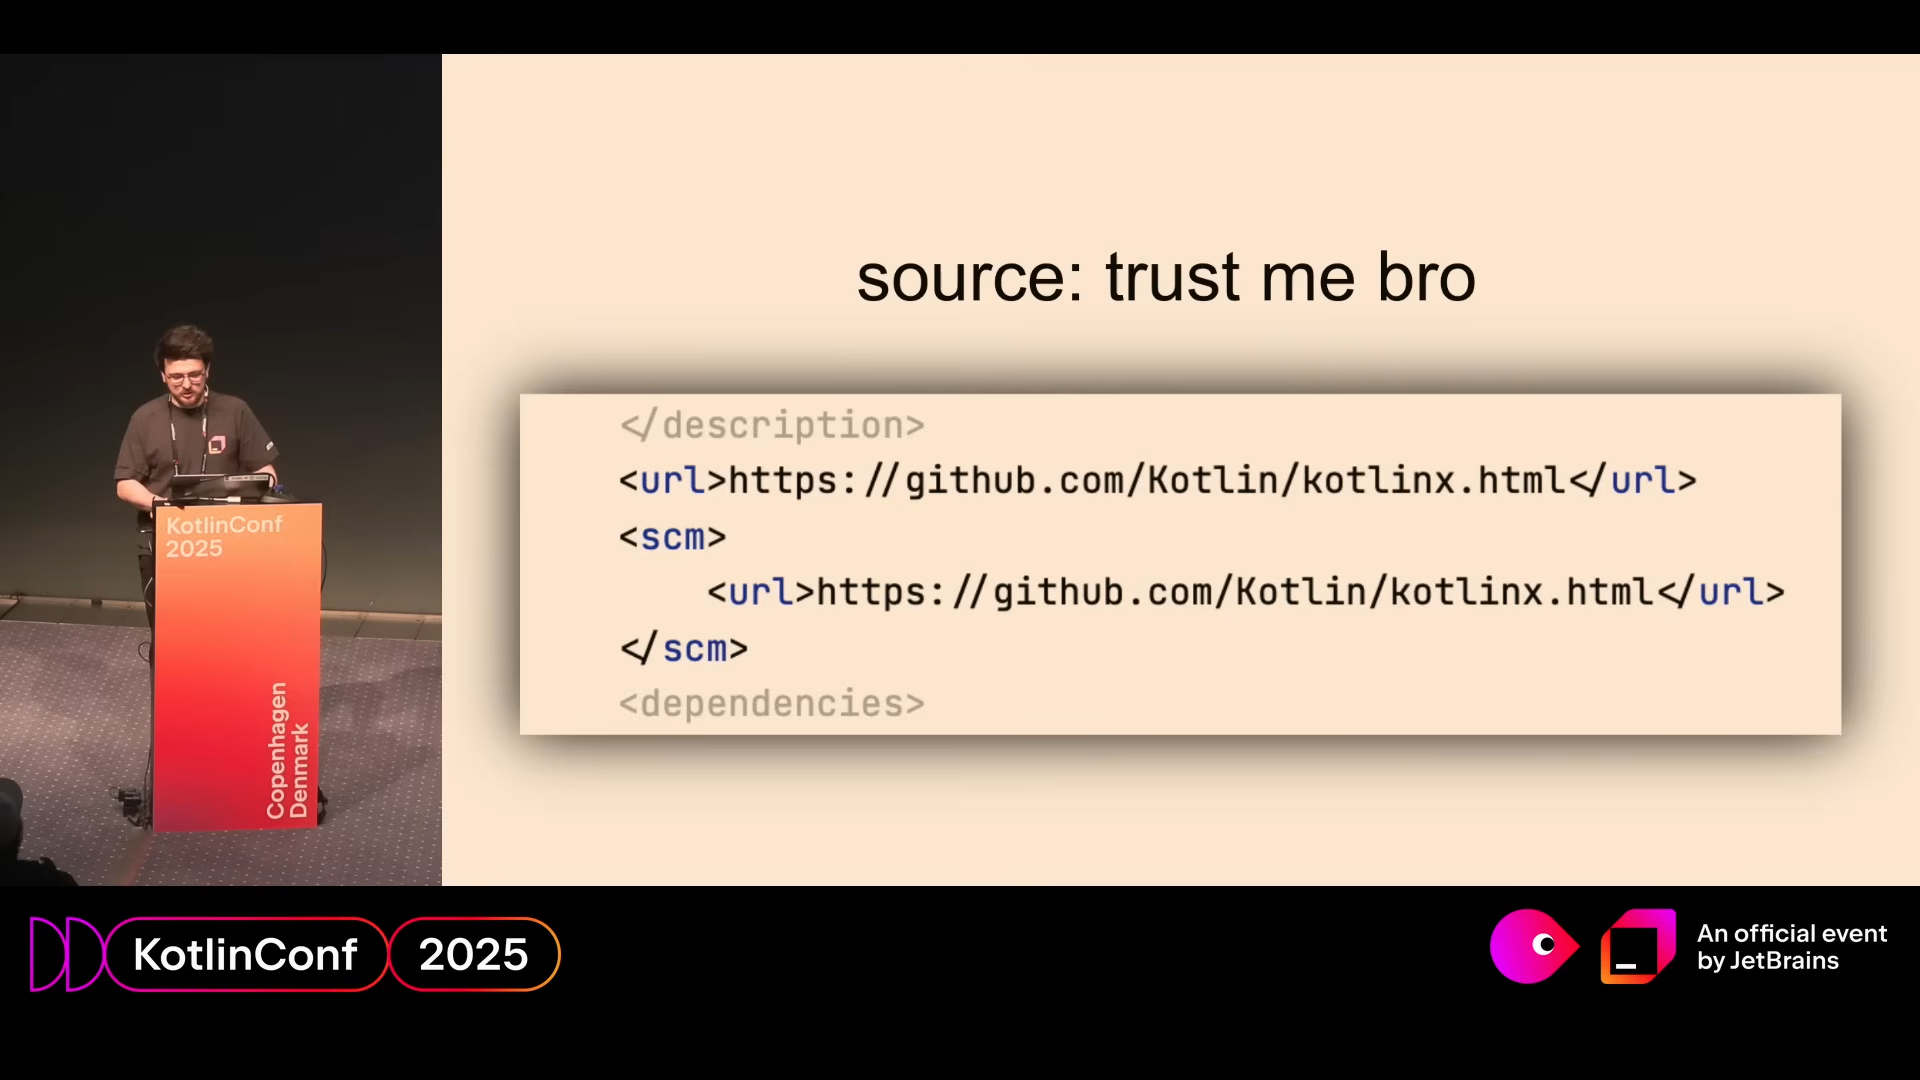 source: trust me bro
</description>
<url>https://github.com/Kotlin/kotlinx.html</url>
<scm>
<url>https://github.com/Kotlin/kotlinx.html</url>
</scm>
<dependencies>
KotlinConf
2025
Copenhagen
Denmark
KotlinConf 2025
An official event
by JetBrains